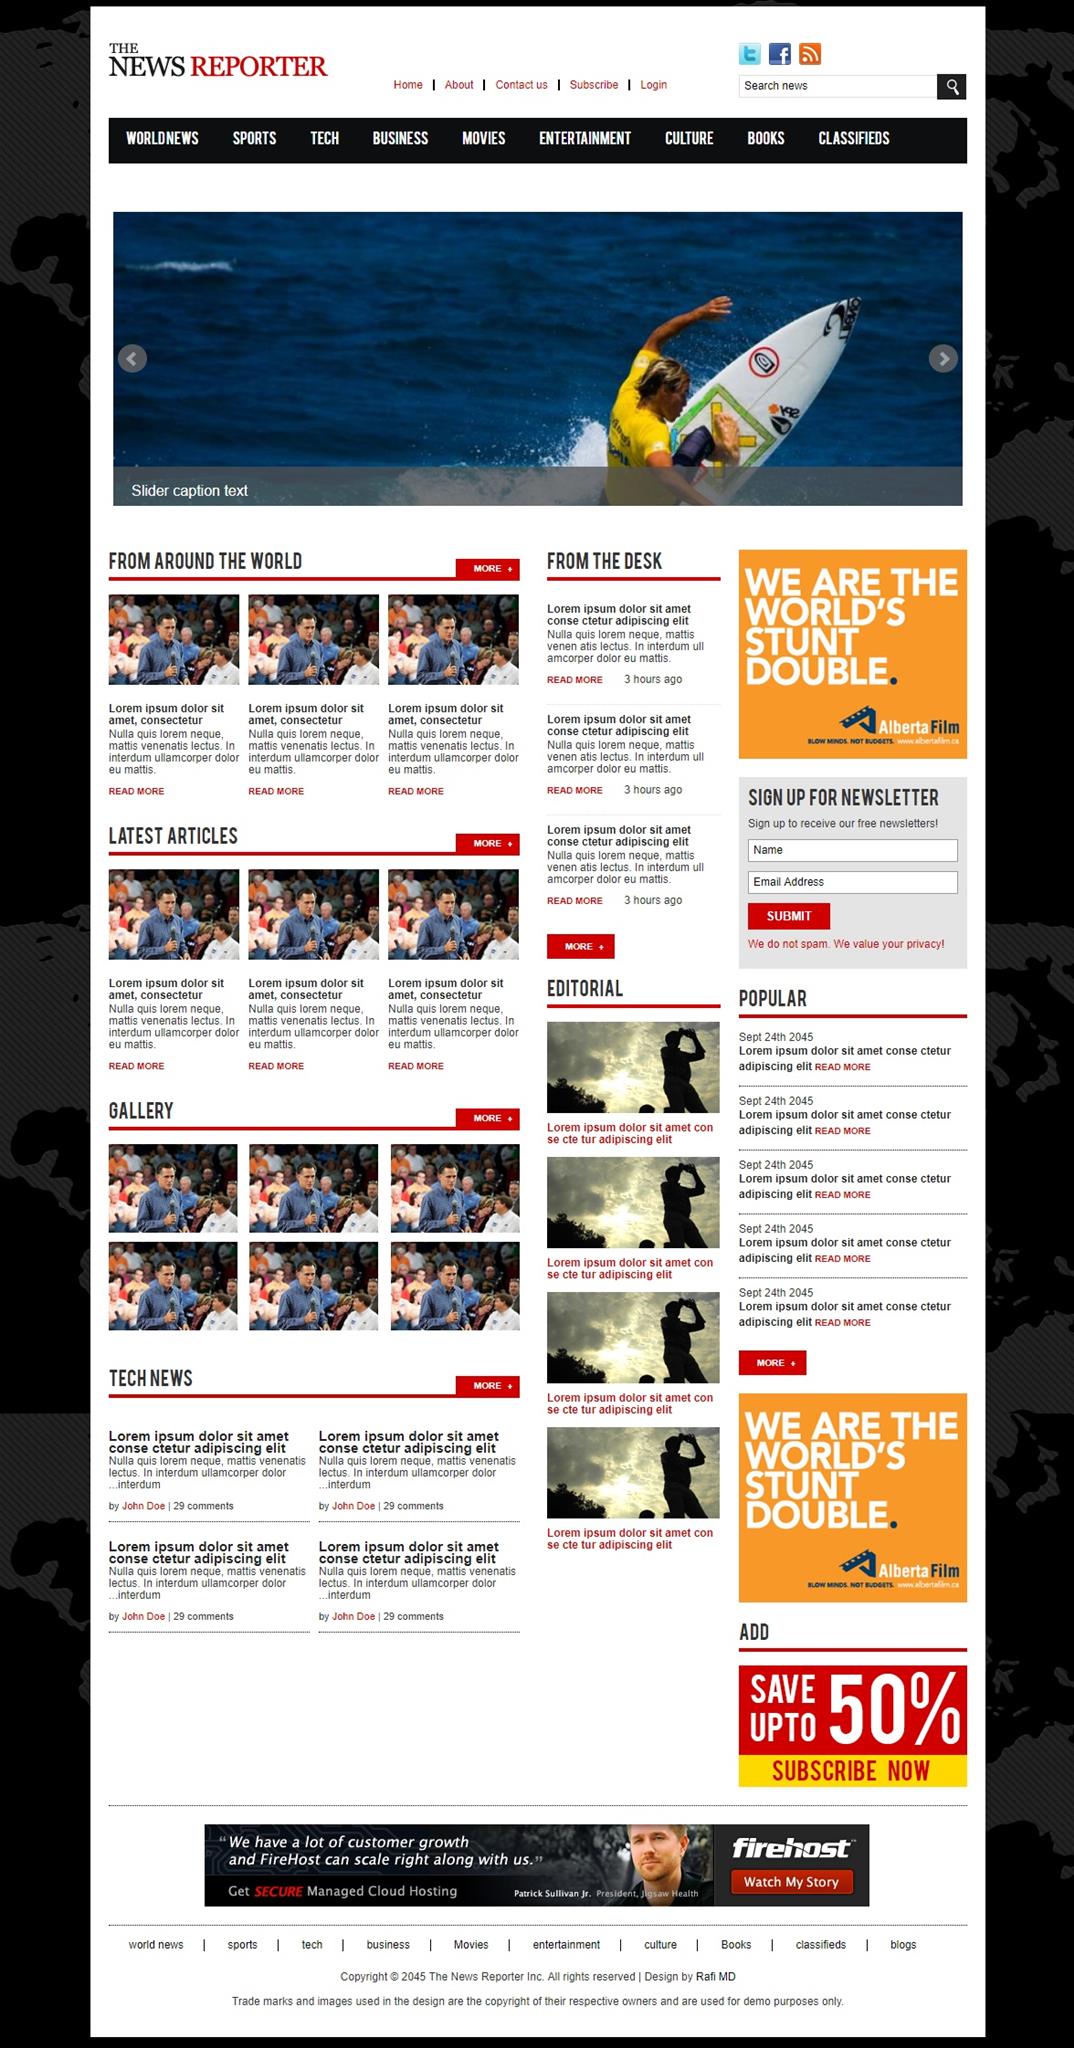 THE
NEWS REPORTER
Home | About | Contact us | Subscribe | Login
Search news
WORLDNEWS SPORTS TECH BUSINESS MOVIES ENTERTAINMENT CULTURE BOOKS CLASSIFIEDS
Slider caption text
FROM AROUND THE WORLD
MORE +
Lorem ipsum dolor sit
amet, consectetur
Nulla quis lorem neque,
mattis venenatis lectus. In
interdum ullamcorper dolor
eu mattis.
READ MORE
Lorem ipsum dolor sit
amet, consectetur
Nulla quis lorem neque,
mattis venenatis lectus. In
interdum ullamcorper dolor
eu mattis.
READ MORE
Lorem ipsum dolor sit
amet, consectetur
Nulla quis lorem neque,
mattis venenatis lectus. In
interdum ullamcorper dolor
eu mattis.
READ MORE
LATEST ARTICLES
MORE +
Lorem ipsum dolor sit
amet, consectetur
Nulla quis lorem neque,
mattis venenatis lectus. In
interdum ullamcorper dolor
eu mattis.
READ MORE
Lorem ipsum dolor sit
amet, consectetur
Nulla quis lorem neque,
mattis venenatis lectus. In
interdum ullamcorper dolor
eu mattis.
READ MORE
Lorem ipsum dolor sit
amet, consectetur
Nulla quis lorem neque,
mattis venenatis lectus. In
interdum ullamcorper dolor
eu mattis.
READ MORE
GALLERY
MORE +
TECH NEWS
MORE +
Lorem ipsum dolor sit amet
conse ctetur adipiscing elit
Nulla quis lorem neque, mattis venenatis
lectus. In interdum ullamcorper dolor
...interdum
by John Doe | 29 comments
Lorem ipsum dolor sit amet
conse ctetur adipiscing elit
Nulla quis lorem neque, mattis venenatis
lectus. In interdum ullamcorper dolor
...interdum
by John Doe | 29 comments
Lorem ipsum dolor sit amet
conse ctetur adipiscing elit
Nulla quis lorem neque, mattis venenatis
lectus. In interdum ullamcorper dolor
...interdum
by John Doe | 29 comments
Lorem ipsum dolor sit amet
conse ctetur adipiscing elit
Nulla quis lorem neque, mattis venenatis
lectus. In interdum ullamcorper dolor
...interdum
by John Doe | 29 comments
FROM THE DESK
Lorem ipsum dolor sit amet
conse ctetur adipiscing elit
Nulla quis lorem neque, mattis
venen atis lectus. In interdum ull
amcorper dolor eu mattis.
READ MORE 3 hours ago
Lorem ipsum dolor sit amet
conse ctetur adipiscing elit
Nulla quis lorem neque, mattis
venen atis lectus. In interdum ull
amcorper dolor eu mattis.
READ MORE 3 hours ago
Lorem ipsum dolor sit amet
conse ctetur adipiscing elit
Nulla quis lorem neque, mattis
venen atis lectus. In interdum ull
amcorper dolor eu mattis.
READ MORE 3 hours ago
MORE +
EDITORIAL
Lorem ipsum dolor sit amet con
se cte tur adipiscing elit
Lorem ipsum dolor sit amet con
se cte tur adipiscing elit
Lorem ipsum dolor sit amet con
se cte tur adipiscing elit
Lorem ipsum dolor sit amet con
se cte tur adipiscing elit
WE ARE THE
WORLD'S
STUNT
DOUBLE.
Alberta Film
BLOW MINDS. NOT BUDGETS. www.albertafilm.ca
SIGN UP FOR NEWSLETTER
Sign up to receive our free newsletters!
Name
Email Address
SUBMIT
We do not spam. We value your privacy!
POPULAR
Sept 24th 2045
Lorem ipsum dolor sit amet conse ctetur
adipiscing elit READ MORE
Sept 24th 2045
Lorem ipsum dolor sit amet conse ctetur
adipiscing elit READ MORE
Sept 24th 2045
Lorem ipsum dolor sit amet conse ctetur
adipiscing elit READ MORE
Sept 24th 2045
Lorem ipsum dolor sit amet conse ctetur
adipiscing elit READ MORE
Sept 24th 2045
Lorem ipsum dolor sit amet conse ctetur
adipiscing elit READ MORE
MORE +
WE ARE THE
WORLD'S
STUNT
DOUBLE.
Alberta Film
BLOW MINDS. NOT BUDGETS. www.albertafilm.ca
ADD
SAVE
UPTO 50%
SUBSCRIBE NOW
“We have a lot of customer growth
and FireHost can scale right along with us.”
Get SECURE Managed Cloud Hosting
Patrick Sullivan Jr. President, Jigsaw Health
firehost
Watch My Story
world news | sports | tech | business | Movies | entertainment | culture | Books | classifieds | blogs
Copyright © 2045 The News Reporter Inc. All rights reserved | Design by Rafi MD
Trade marks and images used in the design are the copyright of their respective owners and are used for demo purposes only.